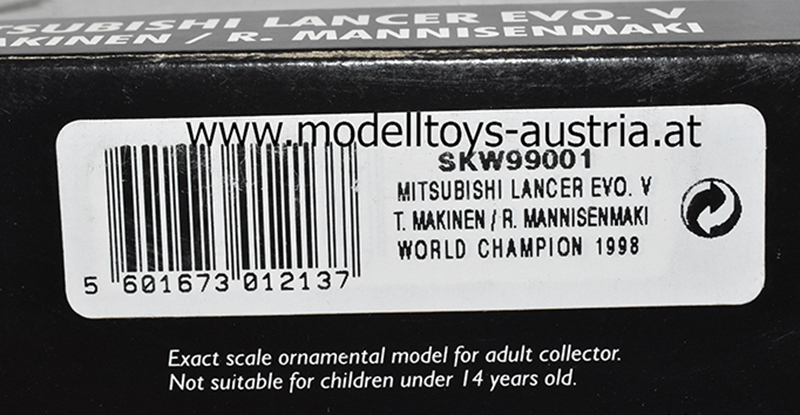 MITSUBISHI LANCER EVO. V
MAKINEN / R. MANNISENMAKI
www.modelltoys-austria.at
SKW99001
MITSUBISHI LANCER EVO. V
T. MAKINEN / R. MANNISENMAKI
WORLD CHAMPION 1998
5 601673 012137
Exact scale ornamental model for adult collector.
Not suitable for children under 14 years old.